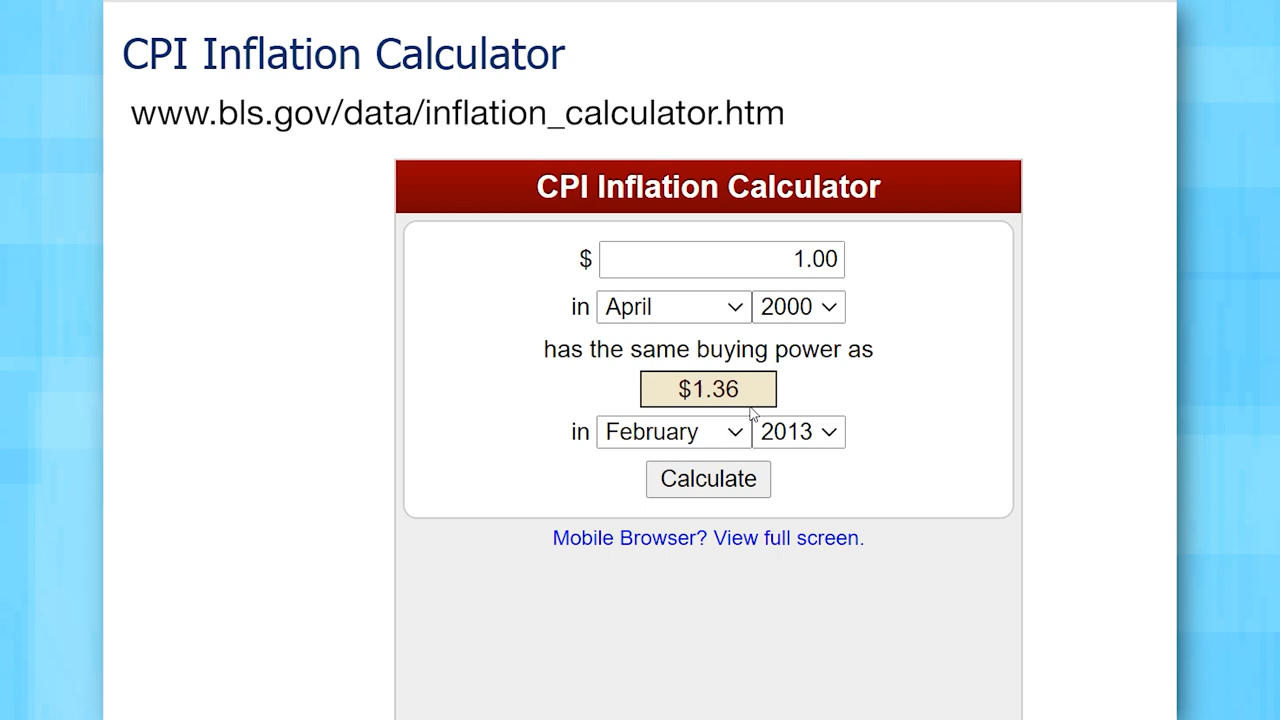 CPI Inflation Calculator
www.bls.gov/data/inflation_calculator.htm
CPI Inflation Calculator
$ 1.00
in April 2000
has the same buying power as
$1.36
in February 2013
Calculate
Mobile Browser? View full screen.